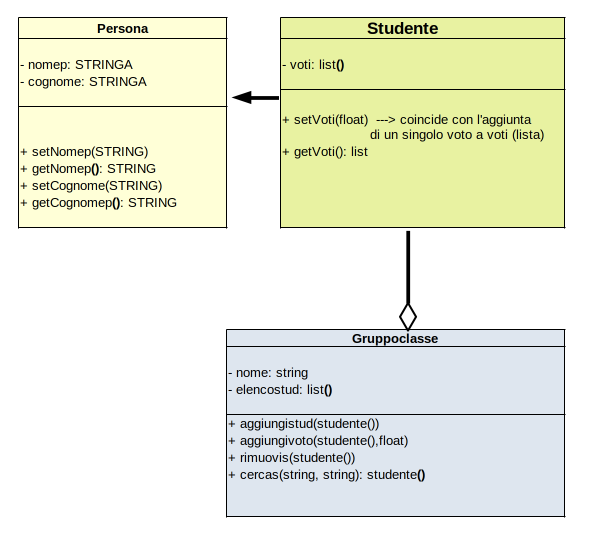 Persona
- nomep: STRINGA
- cognome: STRINGA
+ setNomep(STRING)
+ getNomep(): STRING
+ setCognome(STRING)
+ getCognomep(): STRING
Studente
- voti: list()
+ setVoti(float)  ---> coincide con l'aggiunta
di un singolo voto a voti (lista)
+ getVoti(): list
Gruppoclasse
- nome: string
- elencostud: list()
+ aggiungistud(studente())
+ aggiungivoto(studente(),float)
+ rimuovis(studente())
+ cercas(string, string): studente()